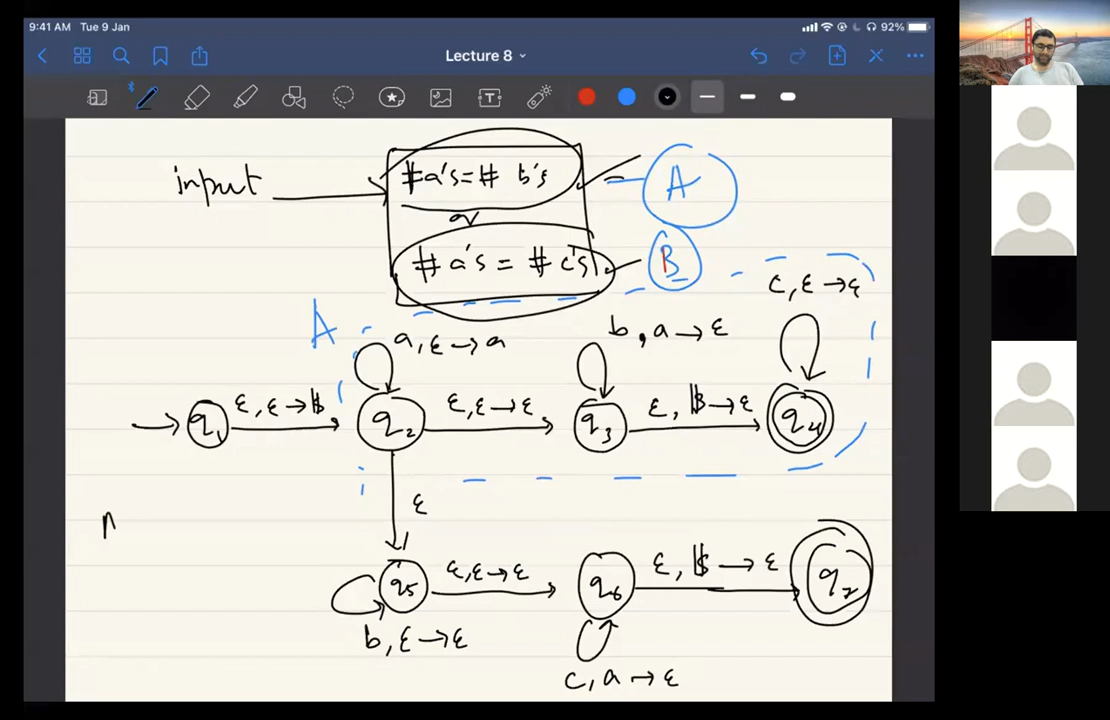 9:41 AM Tue 9 Jan
92%
Lecture 8
input
#a's = # b's
or
# a's = # c's
A
B
A
c, ε → ε
a, ε → a
b, a → ε
q1
ε, ε → $
q2
ε, ε → ε
q3
ε, $ → ε
q4
ε
q5
ε, ε → ε
q6
ε, $ → ε
q7
b, ε → ε
c, a → ε